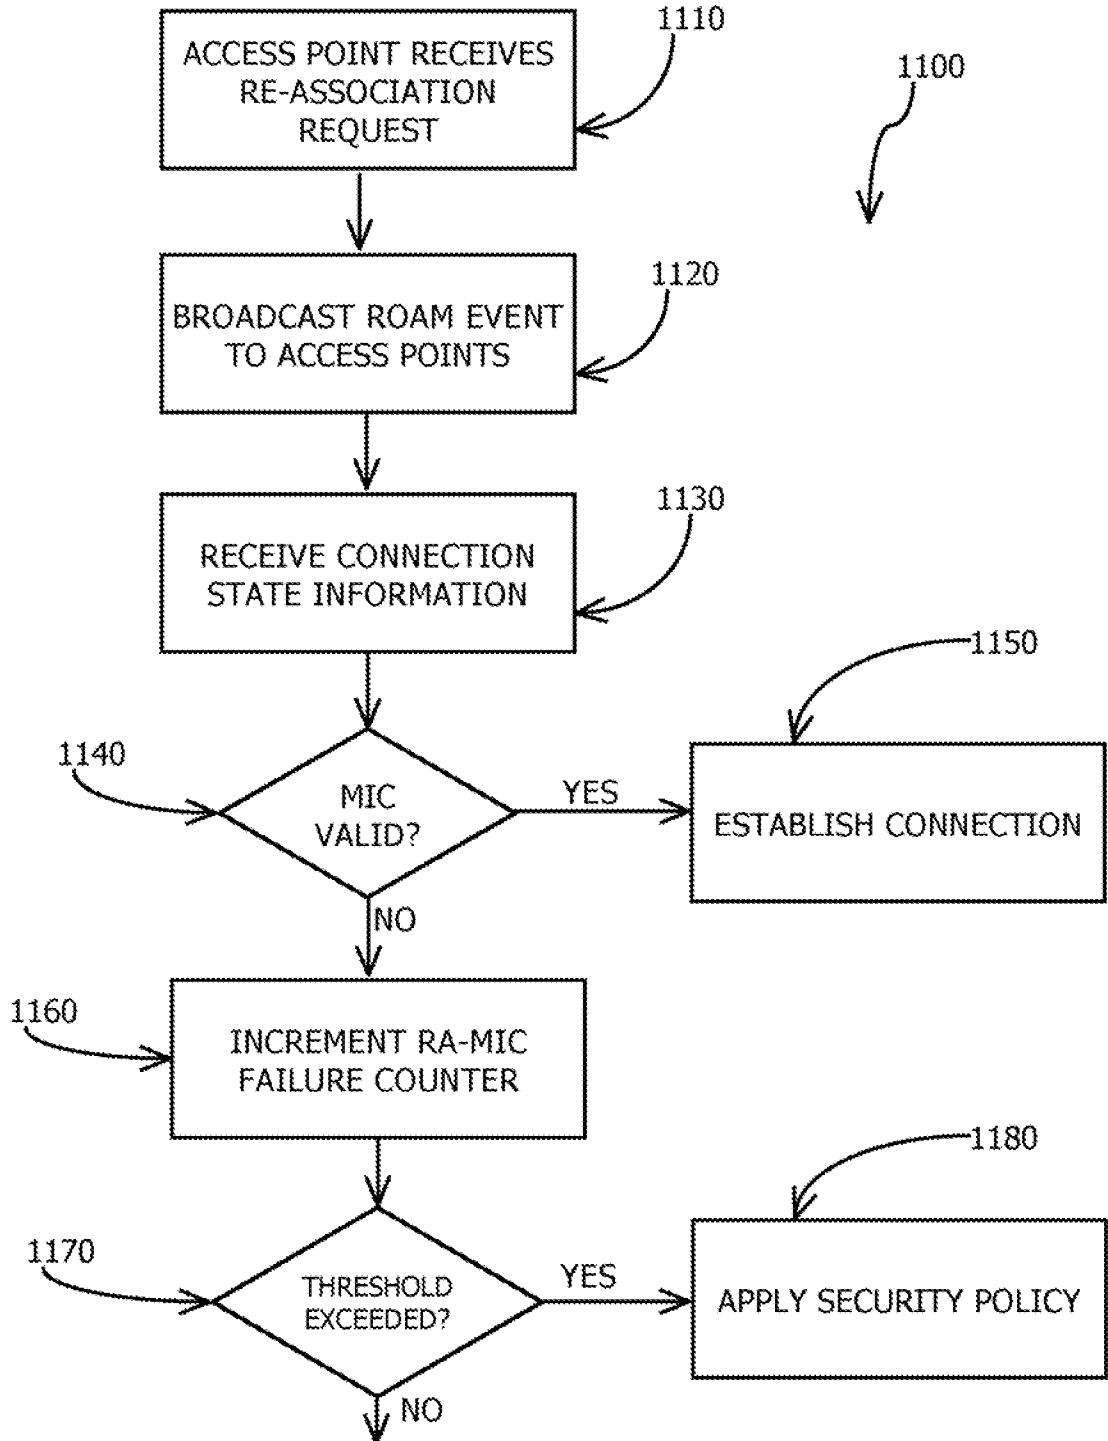 1110
ACCESS POINT RECEIVES
RE-ASSOCIATION
REQUEST
1100
1120
BROADCAST ROAM EVENT
TO ACCESS POINTS
1130
RECEIVE CONNECTION
STATE INFORMATION
1150
1140
MIC
VALID?
YES
ESTABLISH CONNECTION
NO
1160
INCREMENT RA-MIC
FAILURE COUNTER
1180
1170
THRESHOLD
EXCEEDED?
YES
APPLY SECURITY POLICY
NO